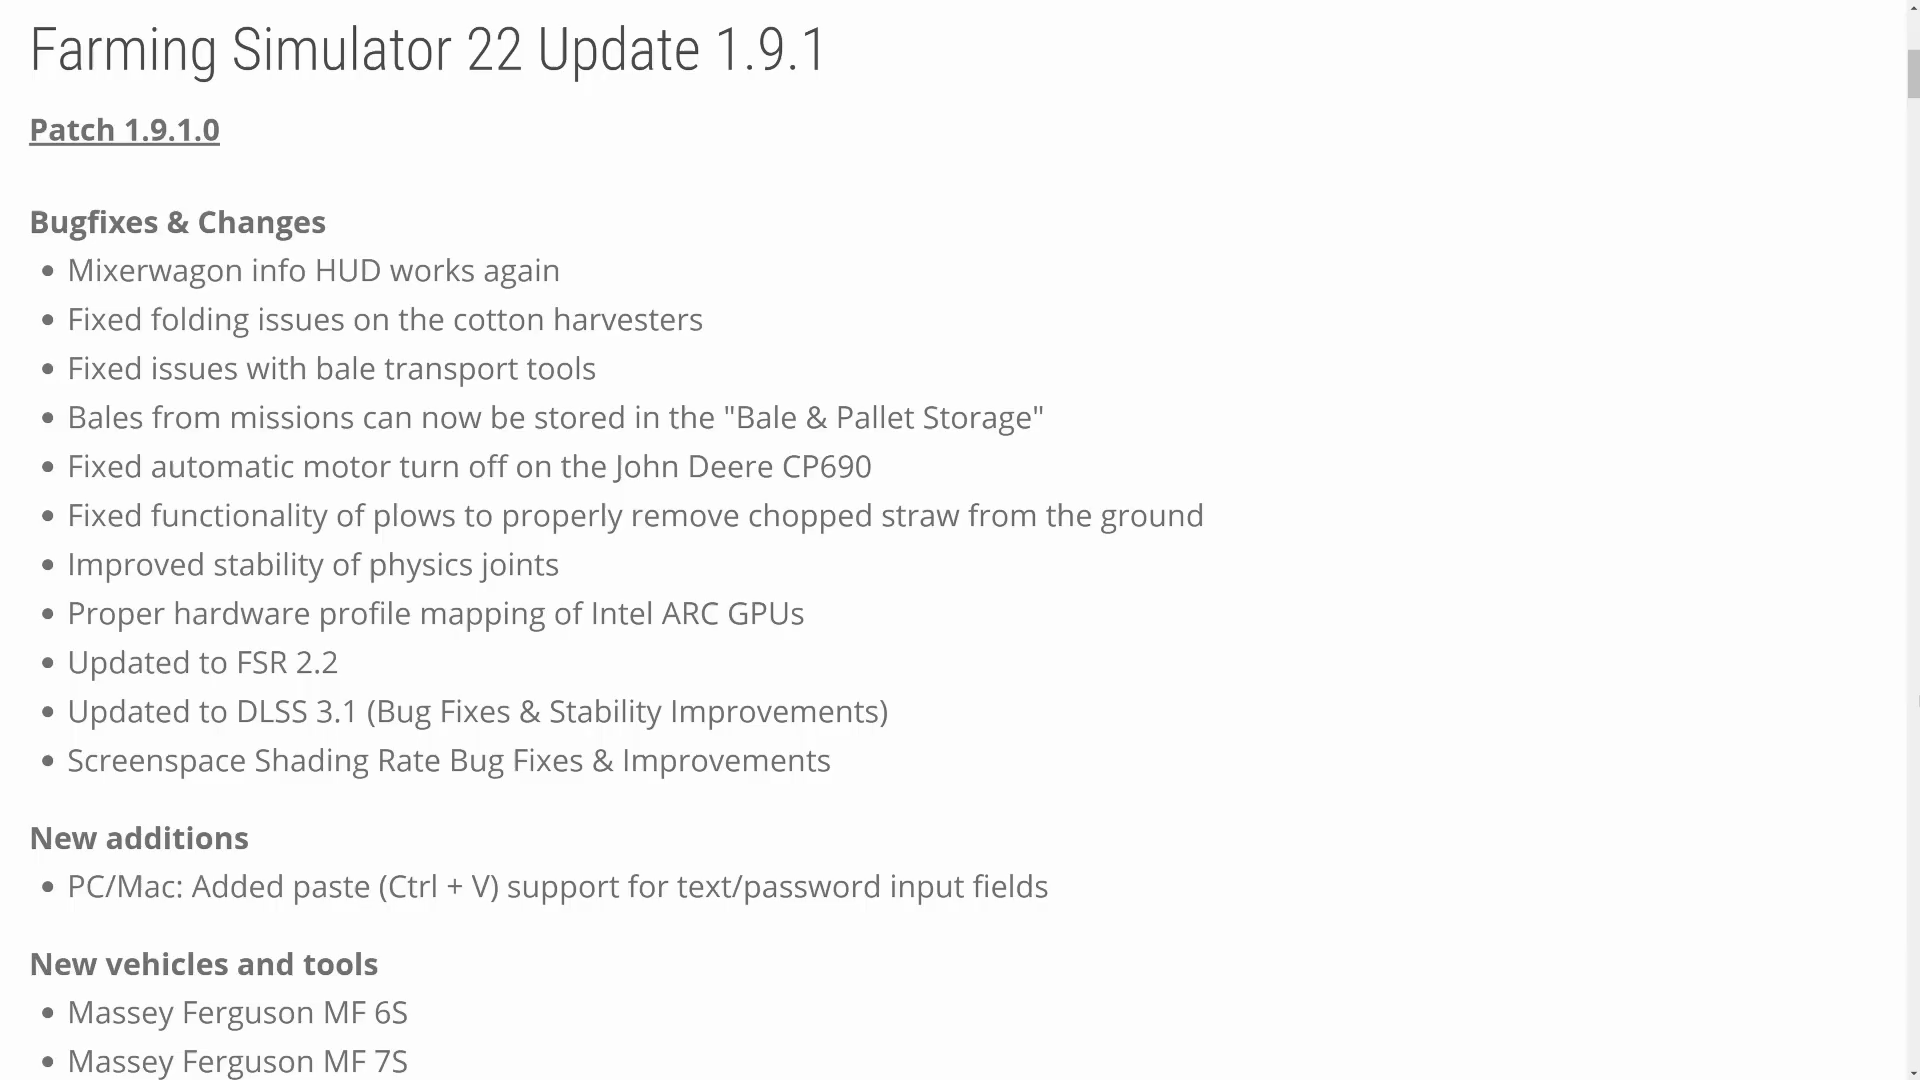 Farming Simulator 22 Update 1.9.1
Patch 1.9.1.0
Bugfixes & Changes
• Mixerwagon info HUD works again
• Fixed folding issues on the cotton harvesters
• Fixed issues with bale transport tools
• Bales from missions can now be stored in the "Bale & Pallet Storage"
• Fixed automatic motor turn off on the John Deere CP690
• Fixed functionality of plows to properly remove chopped straw from the ground
• Improved stability of physics joints
• Proper hardware profile mapping of Intel ARC GPUs
• Updated to FSR 2.2
• Updated to DLSS 3.1 (Bug Fixes & Stability Improvements)
• Screenspace Shading Rate Bug Fixes & Improvements
New additions
• PC/Mac: Added paste (Ctrl + V) support for text/password input fields
New vehicles and tools
• Massey Ferguson MF 6S
• Massey Ferguson MF 7S